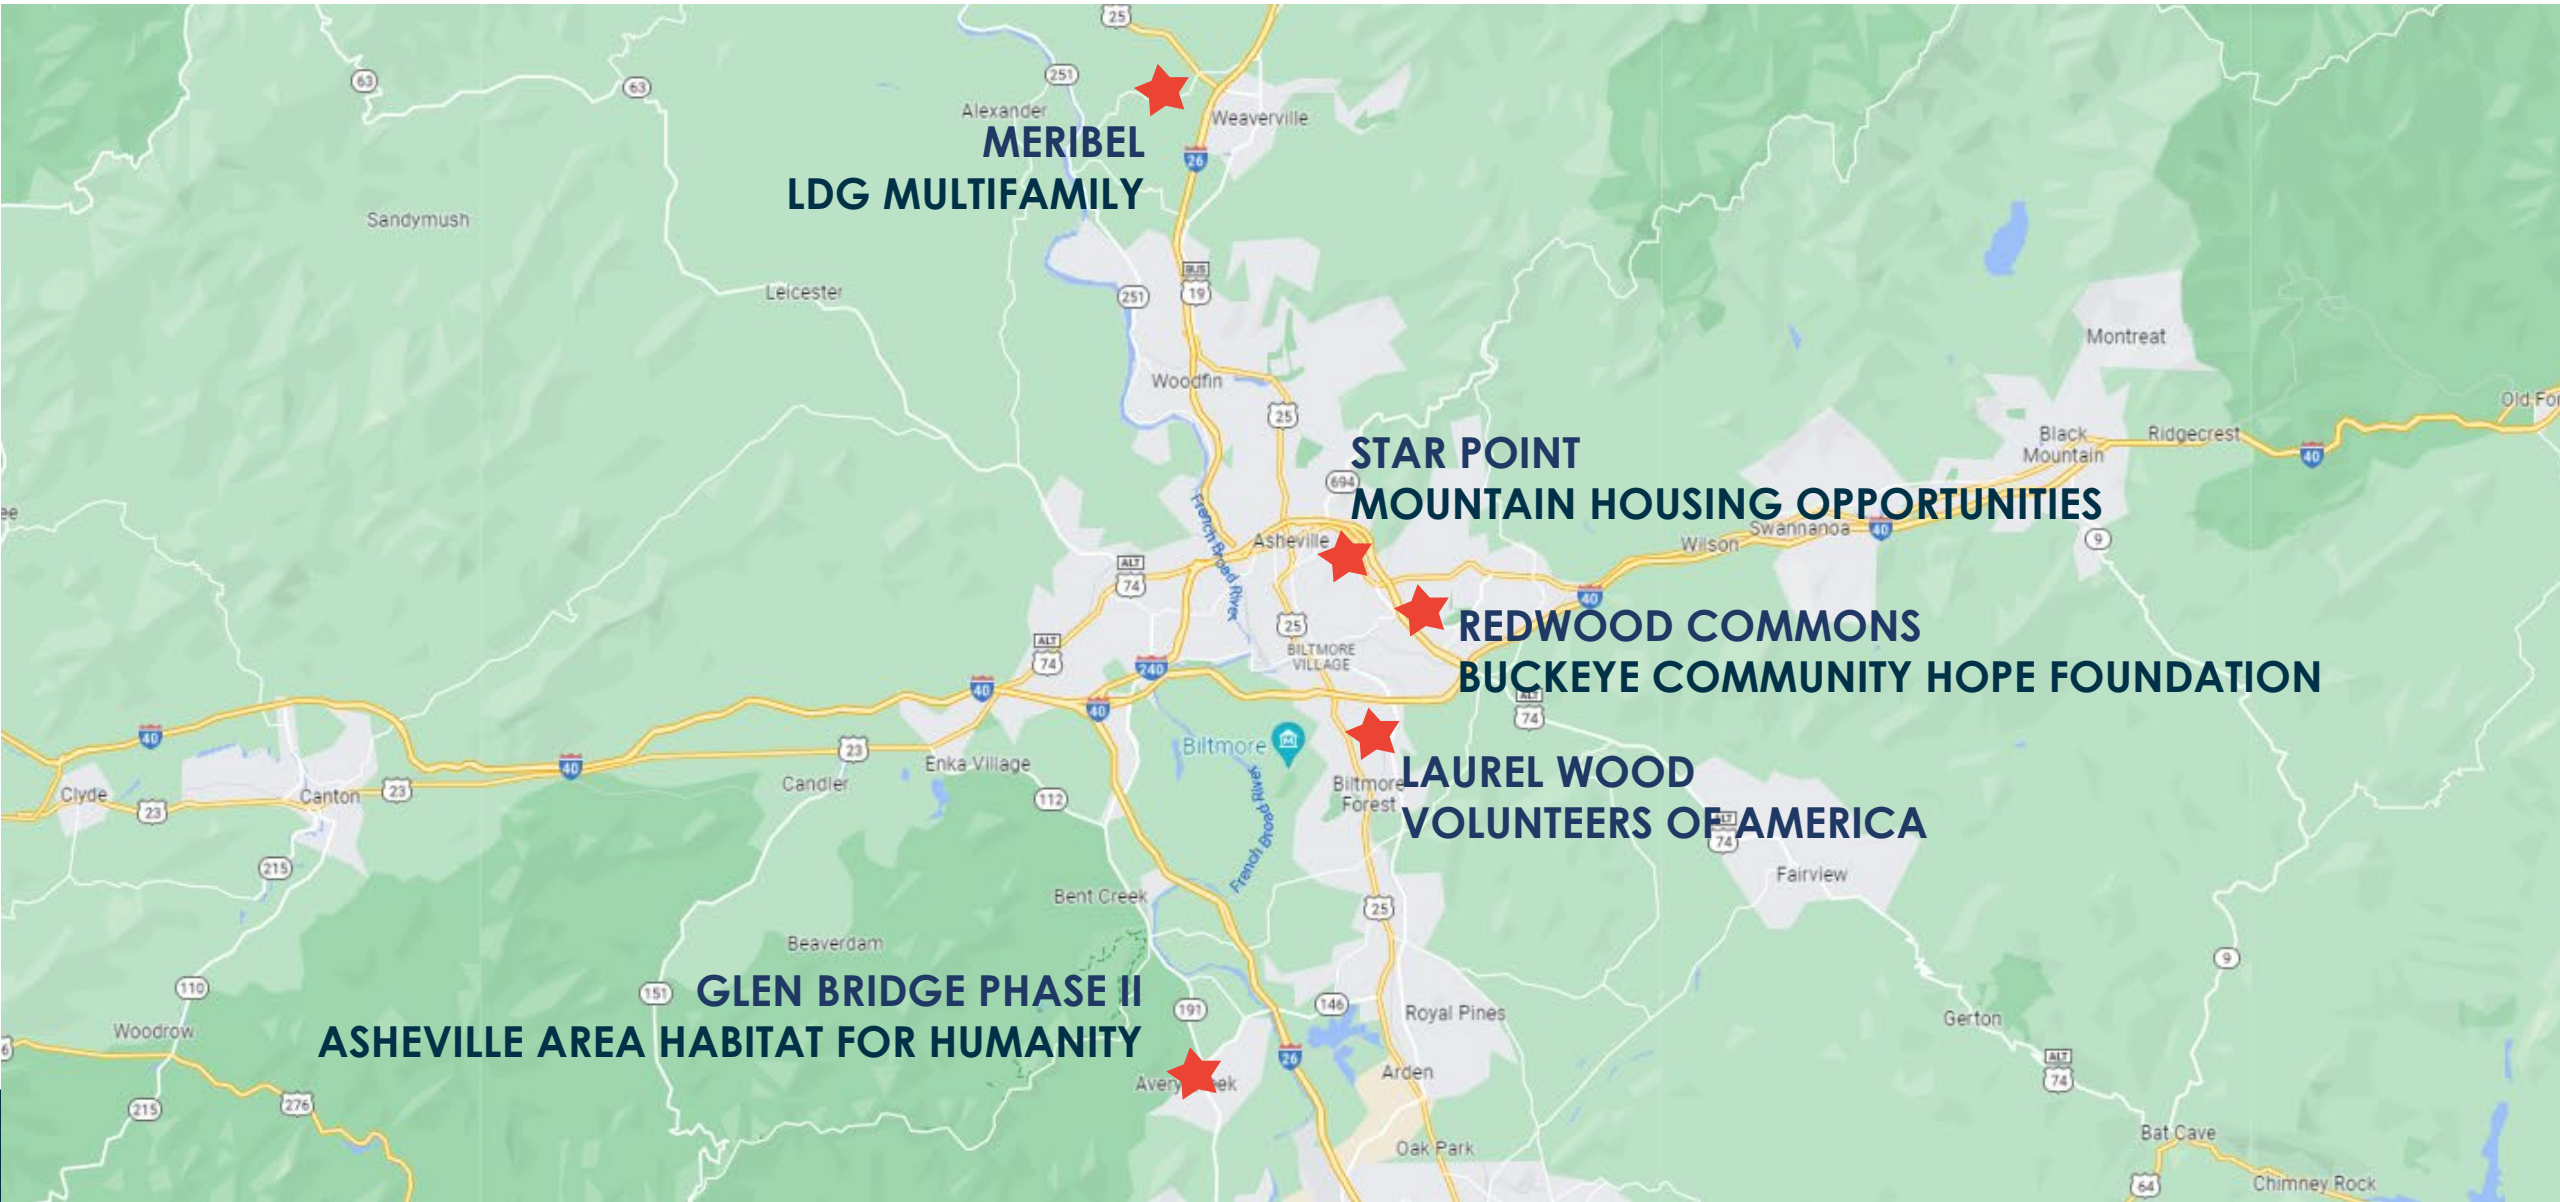 25
63
63
251
Alexander
Weaverville
MERIBEL
26
LDG MULTIFAMILY
Sandymush
BUS
19
Leicester
251
Montreat
Woodfin
25
Old For
Black
Mountain
Ridgecrest
40
STAR POINT
694
MOUNTAIN HOUSING OPPORTUNITIES
ee
French Broad River
Swannanoa
40
Wilson
9
Asheville
ALT
74
40
25
REDWOOD COMMONS
ALT
74
BILTMORE
VILLAGE
240
BUCKEYE COMMUNITY HOPE FOUNDATION
40
40
ALT
74
40
23
Biltmore
40
Enka Village
LAUREL WOOD
Candler
Biltmore
Forest
Clyde
Canton
23
23
112
French Broad River
VOLUNTEERS OF AMERICA
ALT
74
215
Fairview
Bent Creek
25
Beaverdam
9
110
151
GLEN BRIDGE PHASE II
191
146
Royal Pines
Gerton
Woodrow
6
ASHEVILLE AREA HABITAT FOR HUMANITY
26
ALT
74
Arden
Avery
ek
276
215
Oak Park
Bat Cave
64
Chimney Rock